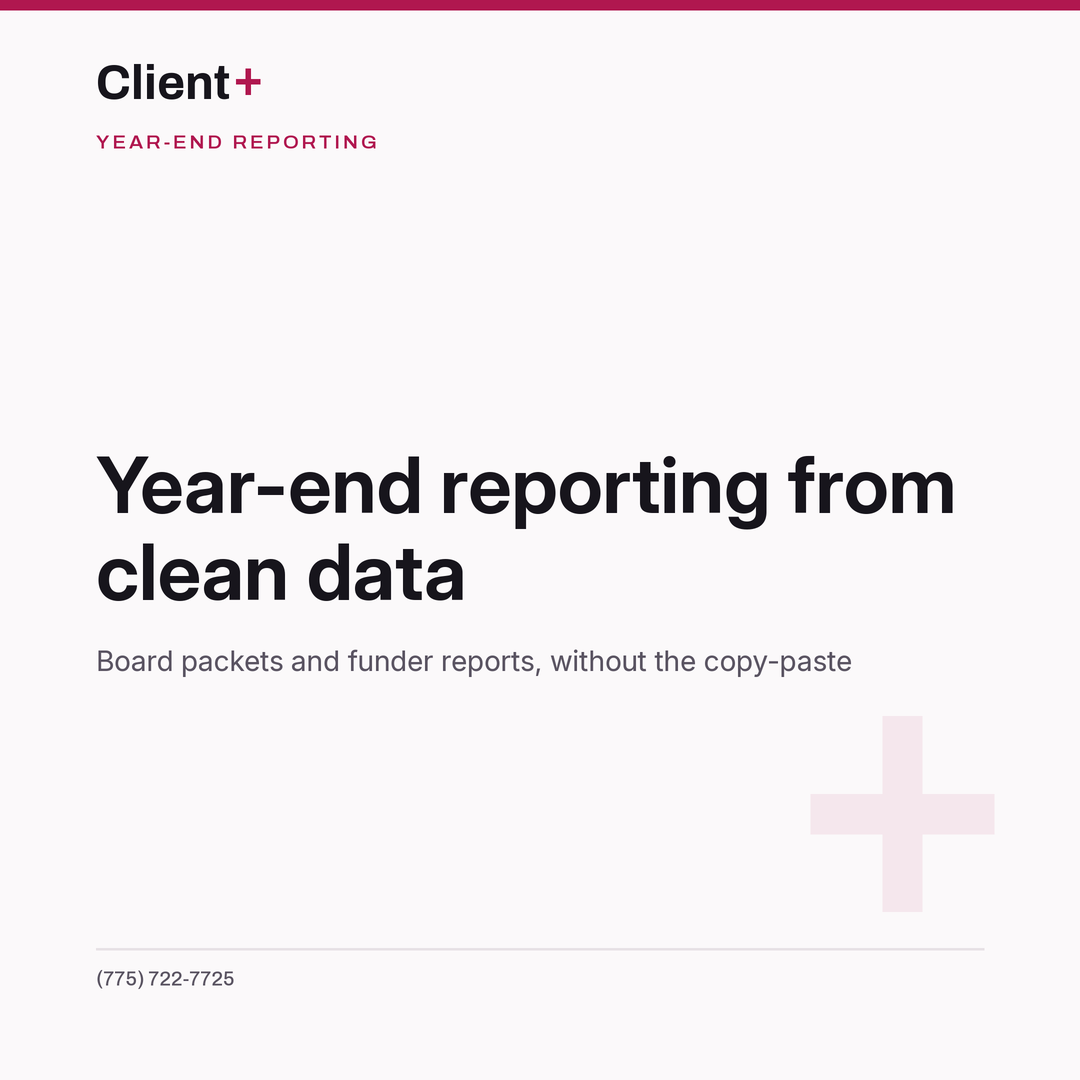 Client+
YEAR-END REPORTING
Year-end reporting from
clean data
Board packets and funder reports, without the copy-paste
(775) 722-7725